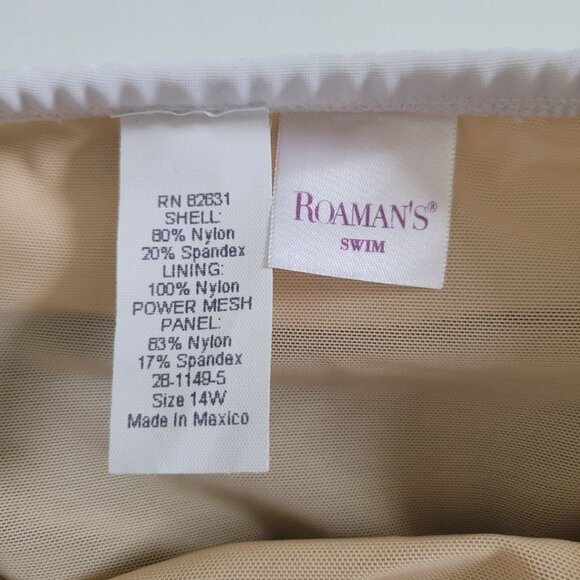 RN 82631
SHELL:
80% Nylon
20% Spandex
LINING:
100% Nylon
POWER MESH
PANEL:
83% Nylon
17% Spandex
28-1149-5
Size 14W
Made In Mexico
ROAMAN'S®
SWIM